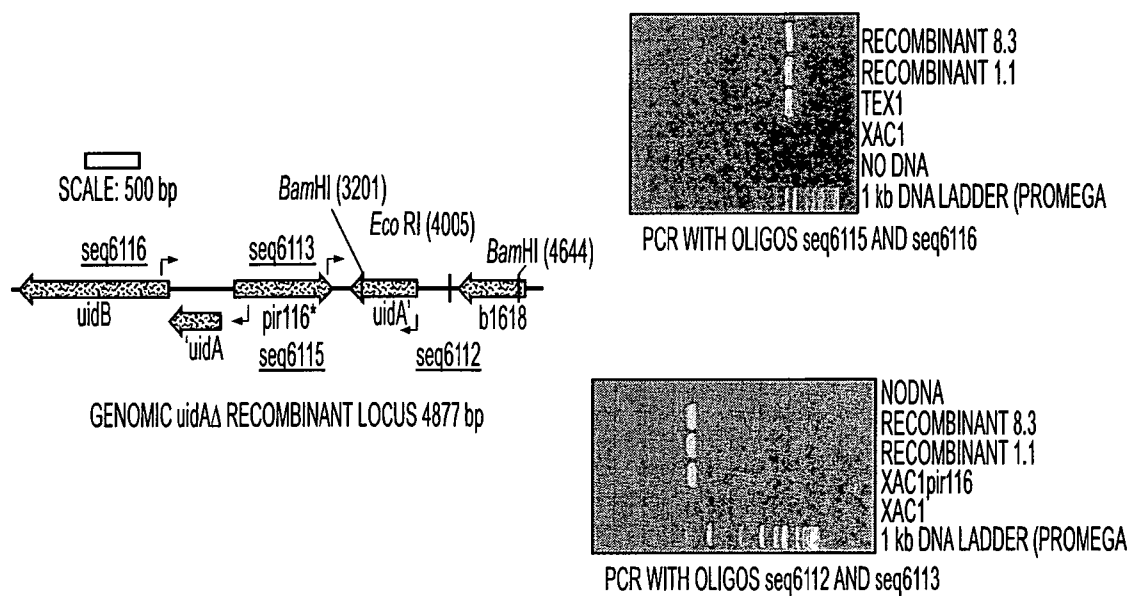 SCALE: 500 bp
BamHI (3201)
Eco RI (4005)
BamHI (4644)
seq6116
seq6113
uidB
'uidA
pir116*
uidA'
b1618
seq6115
seq6112
GENOMIC uidAΔ RECOMBINANT LOCUS 4877 bp
RECOMBINANT 8.3
RECOMBINANT 1.1
TEX1
XAC1
NO DNA
1 kb DNA LADDER (PROMEGA
PCR WITH OLIGOS seq6115 AND seq6116
NODNA
RECOMBINANT 8.3
RECOMBINANT 1.1
XAC1pir116
XAC1
1 kb DNA LADDER (PROMEGA
PCR WITH OLIGOS seq6112 AND seq6113